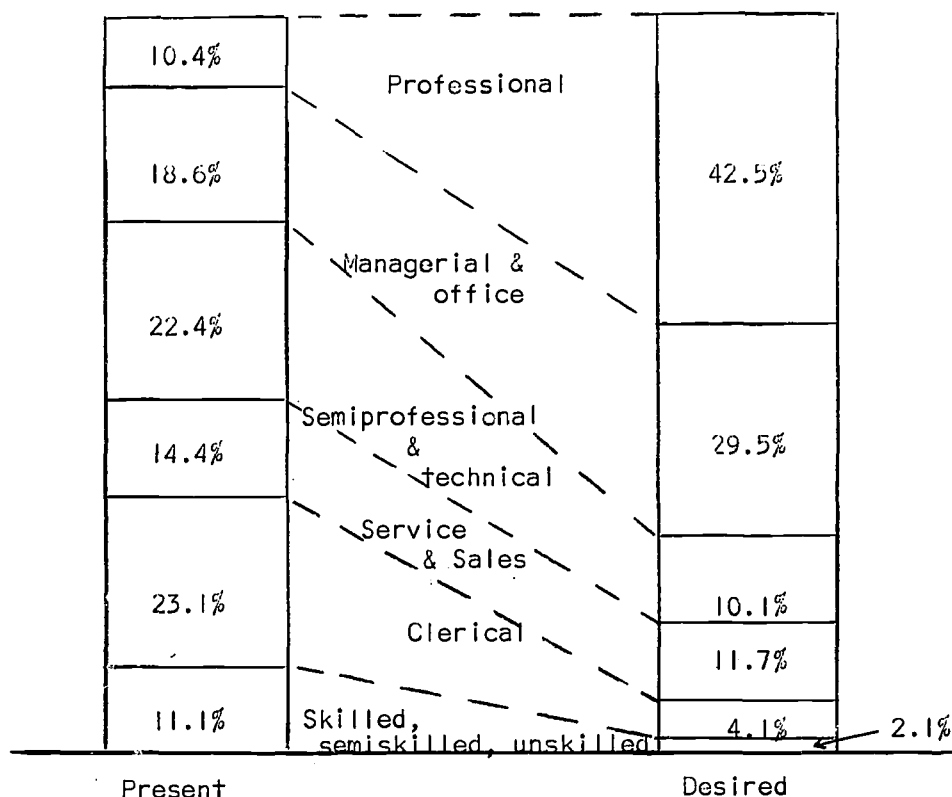 10.4%
Professional
18.6%
42.5%
Managerial &
office
22.4%
Semiprofessional
&
technical
14.4%
29.5%
Service
& Sales
23.1%
10.1%
Clerical
11.7%
11.1%
Skilled,
semiskilled, unskilled
4.1%
2.1%
Present
Desired